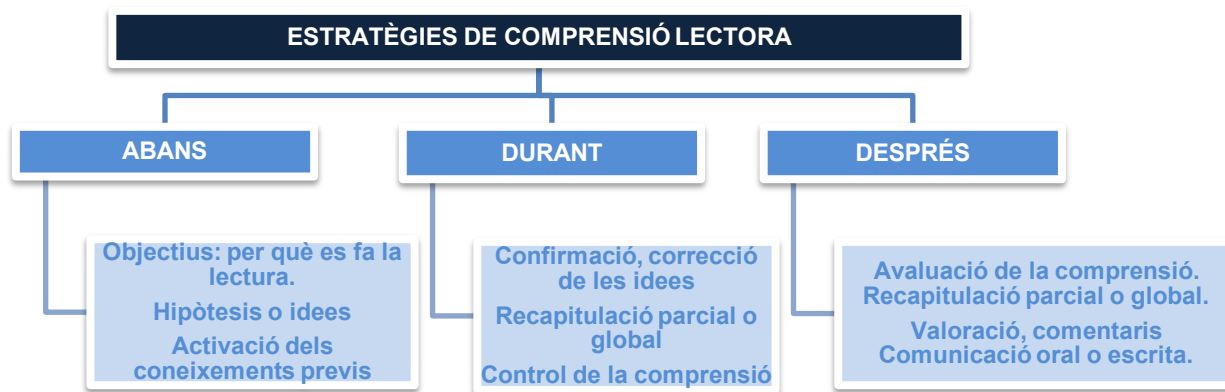 ESTRATÈGIES DE COMPRENSIÓ LECTORA
ABANS
DURANT
DESPRÉS
Objectius: per què es fa la
lectura.
Hipòtesis o idees
Activació dels
coneixements previs
Confirmació, correcció
de les idees
Recapitulació parcial o
global
Control de la comprensió
Avaluació de la comprensió.
Recapitulació parcial o global.
Valoració, comentaris
Comunicació oral o escrita.